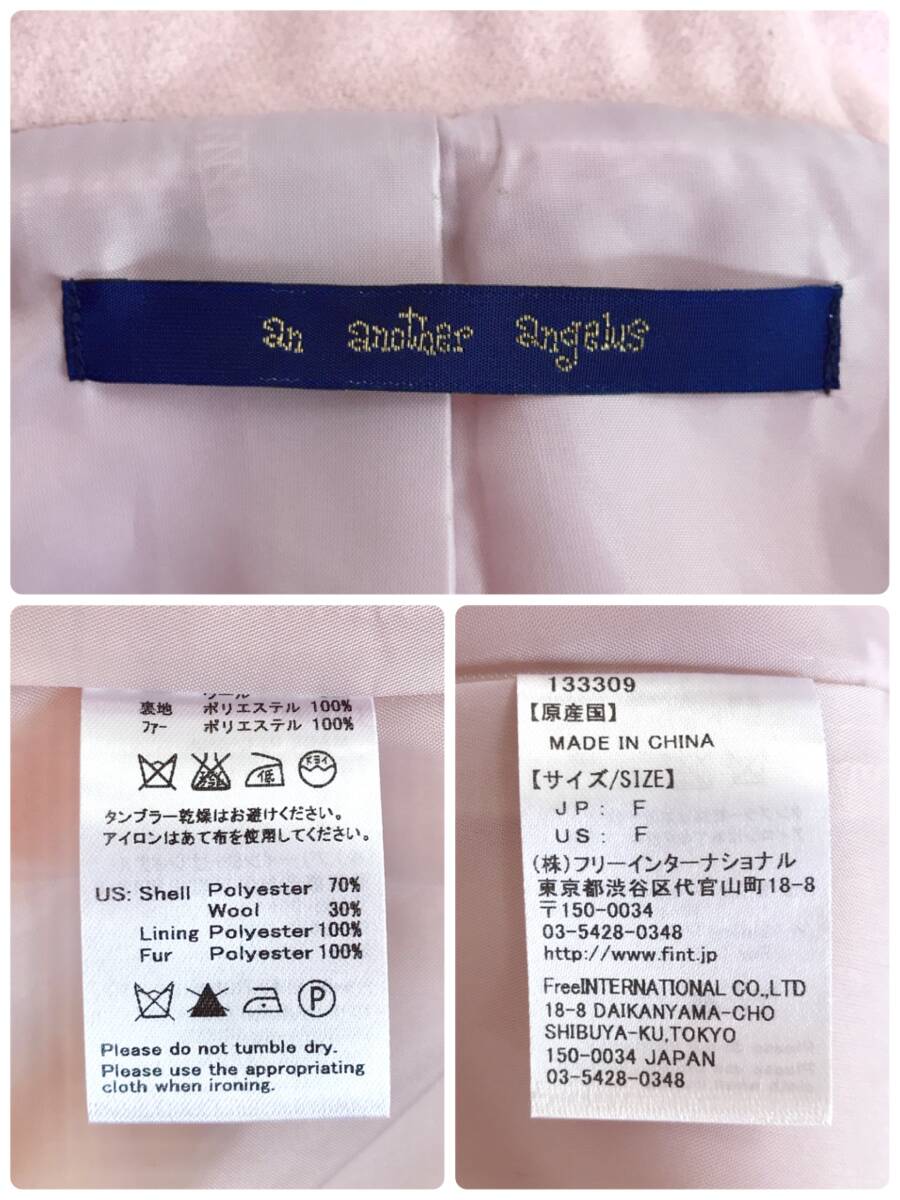 an another angelus
裏地 ポリエステル 100%
ファー ポリエステル 100%
低
ドライ
タンブラー乾燥はお避けください。
アイロンはあて布を使用してください。
US: Shell Polyester 70%
Wool 30%
Lining Polyester 100%
Fur Polyester 100%
P
Please do not tumble dry.
Please use the appropriating
cloth when ironing.
133309
【原産国】
MADE IN CHINA
【サイズ/SIZE】
JP: F
US: F
(株)フリーインターナショナル
東京都渋谷区代官山町18-8
〒150-0034
03-5428-0348
http://www.fint.jp
FreeINTERNATIONAL CO.,LTD
18-8 DAIKANYAMA-CHO
SHIBUYA-KU,TOKYO
150-0034 JAPAN
03-5428-0348